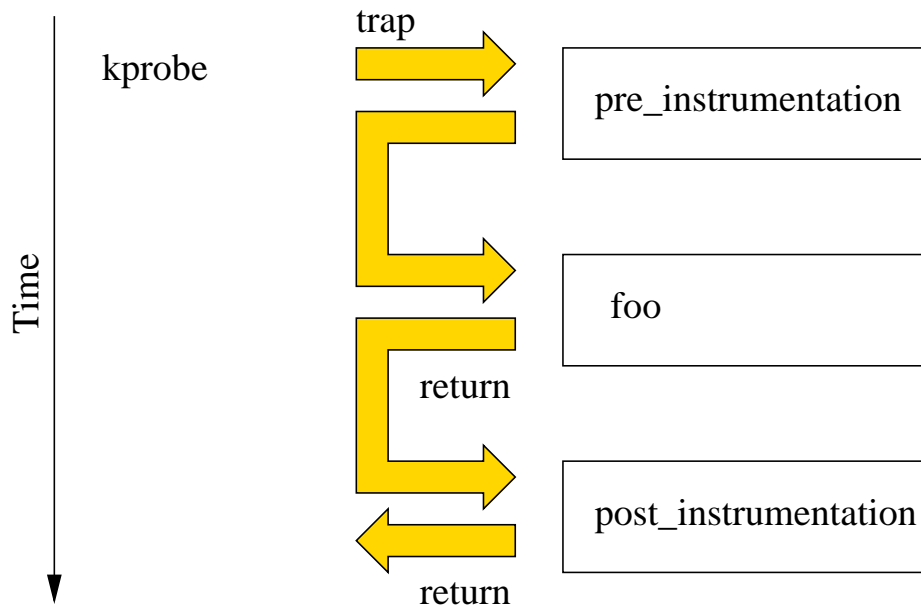 trap
kprobe
pre_instrumentation
Time
foo
return
post_instrumentation
return